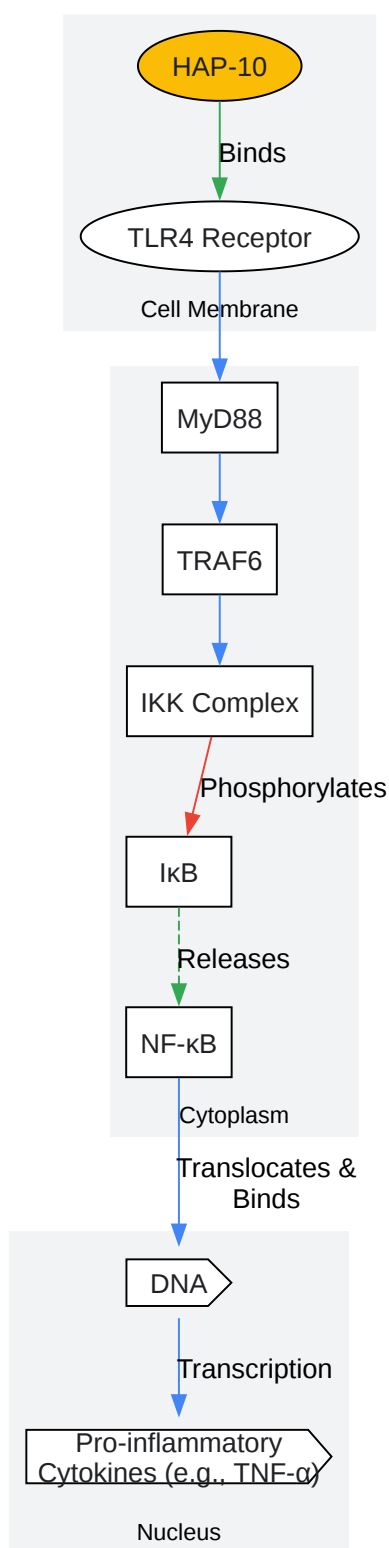 HAP-10
Binds
TLR4 Receptor
Cell Membrane
MyD88
TRAF6
IKK Complex
Phosphorylates
IκB
Releases
NF-κB
Cytoplasm
Translocates &
Binds
DNA
Transcription
Pro-inflammatory
Cytokines (e.g., TNF-α)
Nucleus